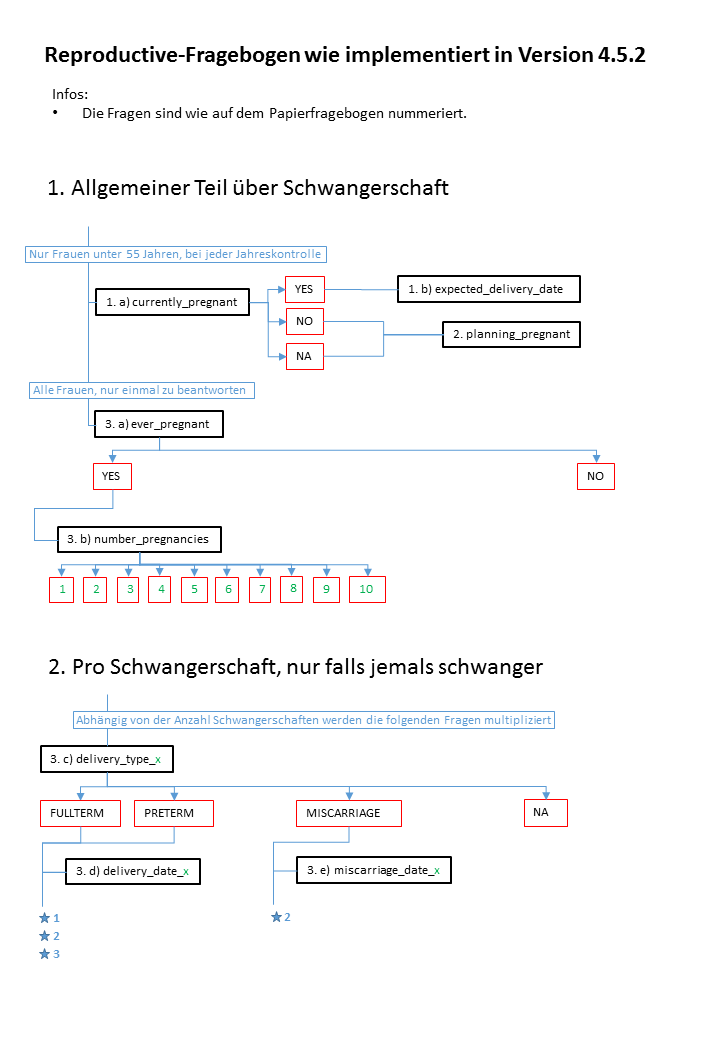 Reproductive-Fragebogen wie implementiert in Version 4.5.2
Infos:
• Die Fragen sind wie auf dem Papierfragebogen nummeriert.
1. Allgemeiner Teil über Schwangerschaft
Nur Frauen unter 55 Jahren, bei jeder Jahreskontrolle
1. a) currently_pregnant
YES
1. b) expected_delivery_date
NO
2. planning_pregnant
NA
Alle Frauen, nur einmal zu beantworten
3. a) ever_pregnant
YES
NO
3. b) number_pregnancies
1 2 3 4 5 6 7 8 9 10
2. Pro Schwangerschaft, nur falls jemals schwanger
Abhängig von der Anzahl Schwangerschaften werden die folgenden Fragen multipliziert
3. c) delivery_type_x
FULLTERM PRETERM MISCARRIAGE NA
3. d) delivery_date_x
3. e) miscarriage_date_x
★ 1
★ 2
★ 3
★ 2